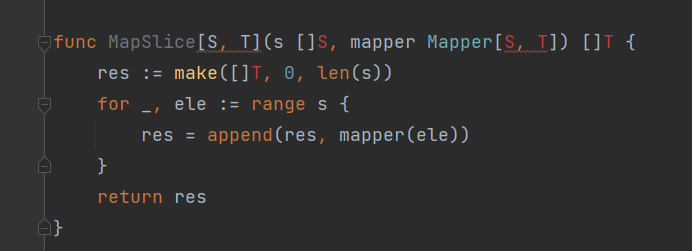 func MapSlice[S, T](s []S, mapper Mapper[S, T]) []T {
    res := make([]T, 0, len(s))
    for _, ele := range s {
        res = append(res, mapper(ele))
    }
    return res
}